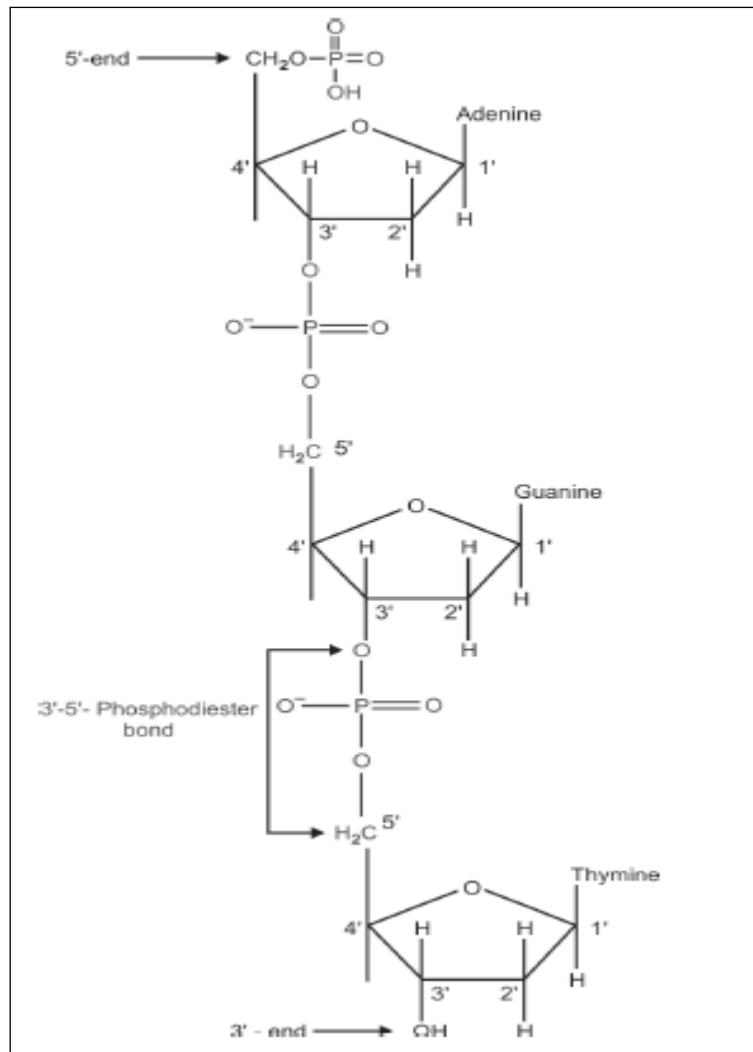 O
5'-end CH₂O–P=O
OH
Adenine
O
4' H H 1'
3' 2' H
O H
O⁻ P O
O
H₂C 5'
Guanine
O
4' H H 1'
3' 2' H
O H
3'-5'- Phosphodiester
bond
O⁻ P O
O
H₂C 5'
Thymine
O
4' H H 1'
3' 2' H
3' - end OH H